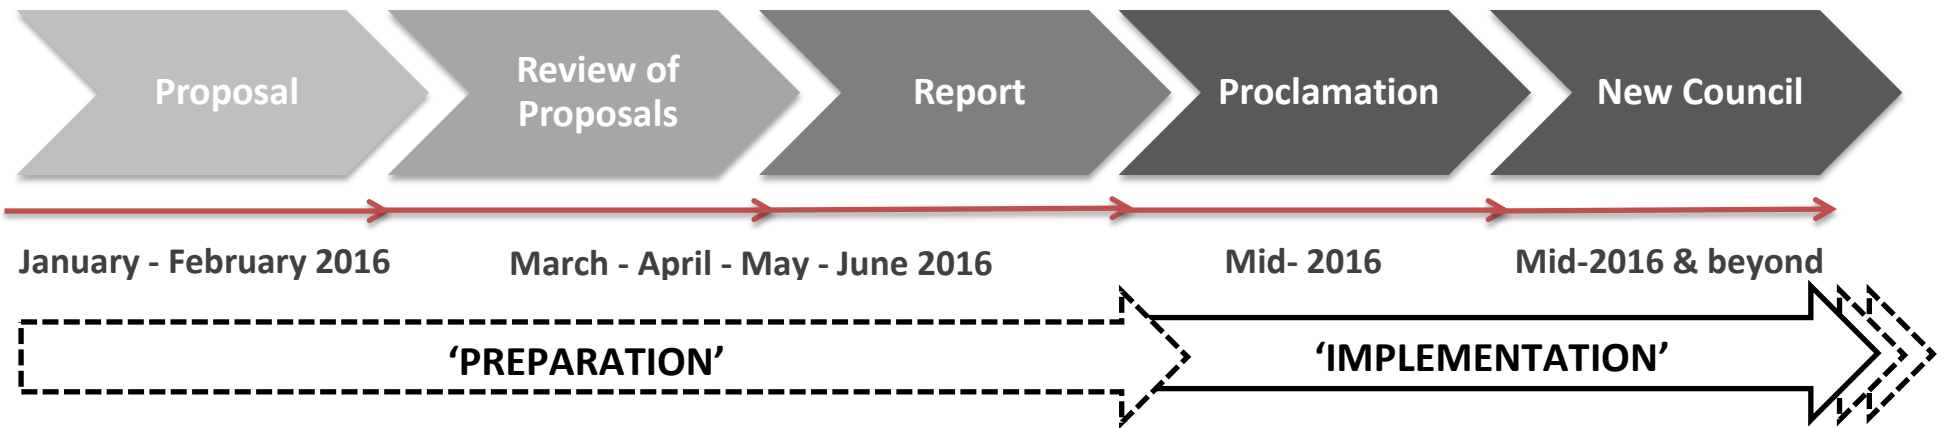 Proposal
Review of
Proposals
Report
Proclamation
New Council
January - February 2016
March - April - May - June 2016
Mid- 2016
Mid-2016 & beyond
‘PREPARATION’
‘IMPLEMENTATION’